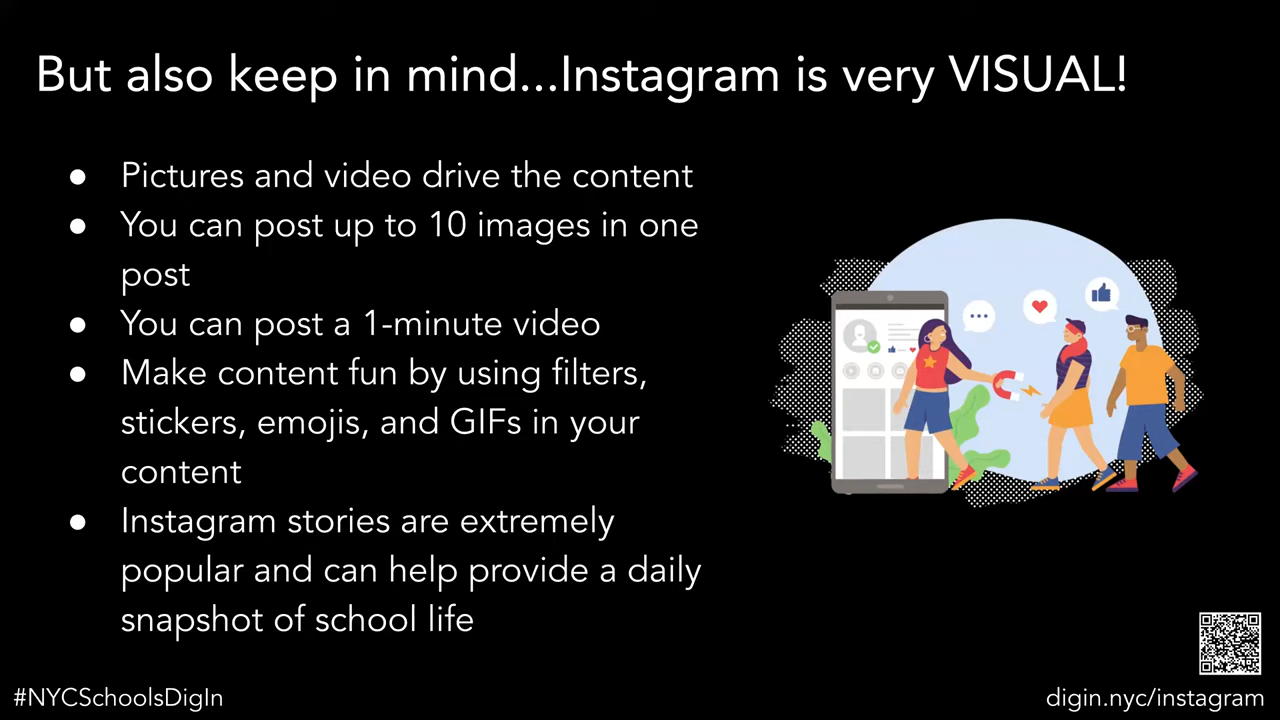 But also keep in mind...Instagram is very VISUAL!
● Pictures and video drive the content
● You can post up to 10 images in one
post
● You can post a 1-minute video
● Make content fun by using filters,
stickers, emojis, and GIFs in your
content
● Instagram stories are extremely
popular and can help provide a daily
snapshot of school life
#NYCSchoolsDigIn
digin.nyc/instagram